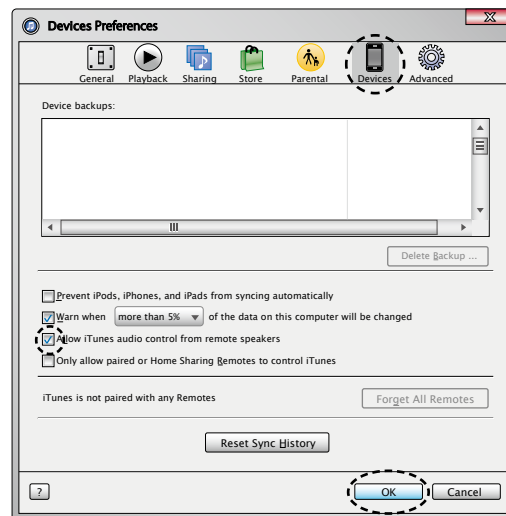 Devices Preferences
General Playback Sharing Store Parental Devices Advanced
Device backups:
Delete Backup ...
Prevent iPods, iPhones, and iPads from syncing automatically
Warn when more than 5% of the data on this computer will be changed
Allow iTunes audio control from remote speakers
Only allow paired or Home Sharing Remotes to control iTunes
iTunes is not paired with any Remotes Forget All Remotes
Reset Sync History
? OK Cancel